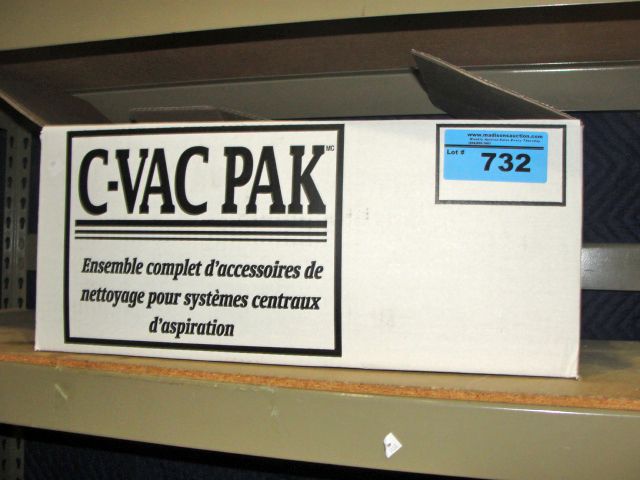 C-VAC PAK MC
Ensemble complet d'accessoires de
nettoyage pour systèmes centraux
d'aspiration
www.madisonsauction.com
Lot #
732